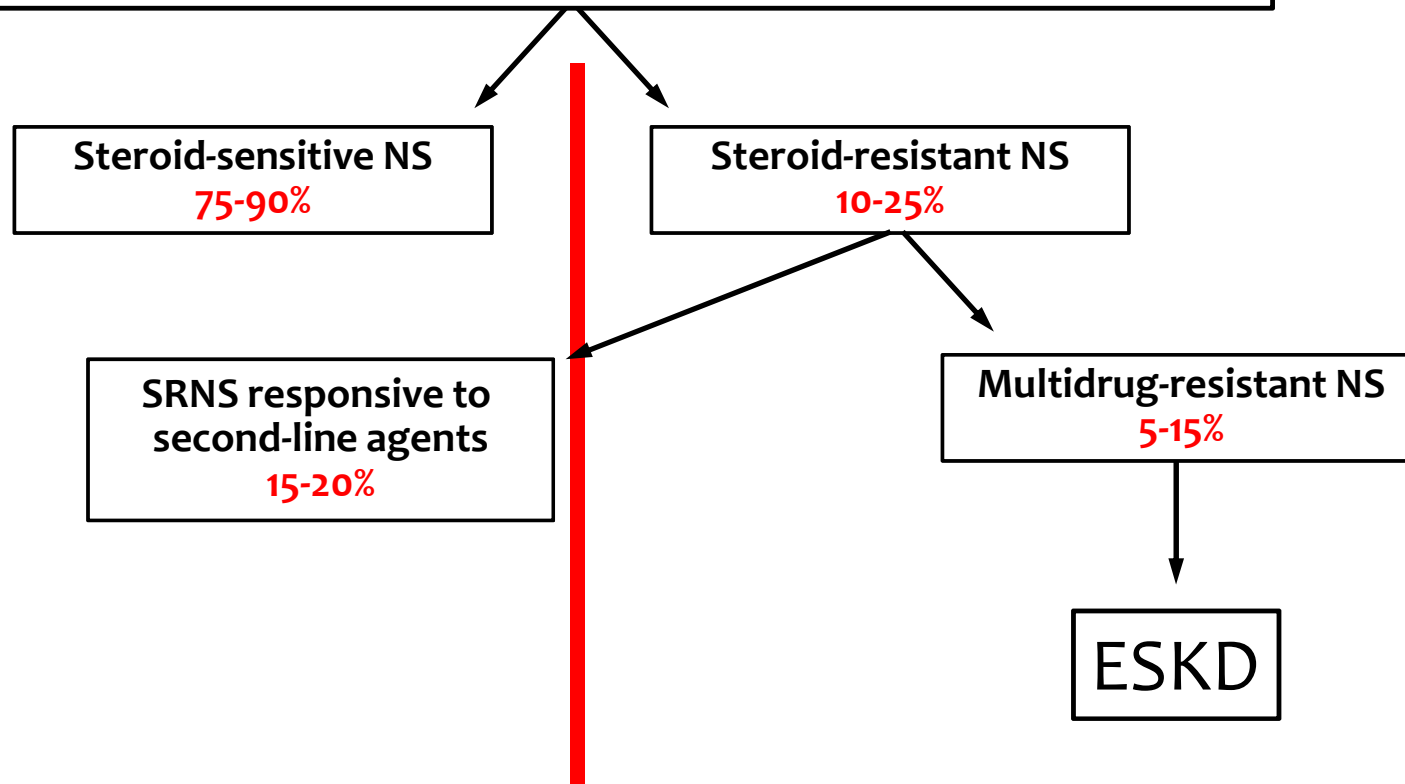 Steroid-sensitive NS
75-90%
Steroid-resistant NS
10-25%
SRNS responsive to
second-line agents
15-20%
Multidrug-resistant NS
5-15%
ESKD